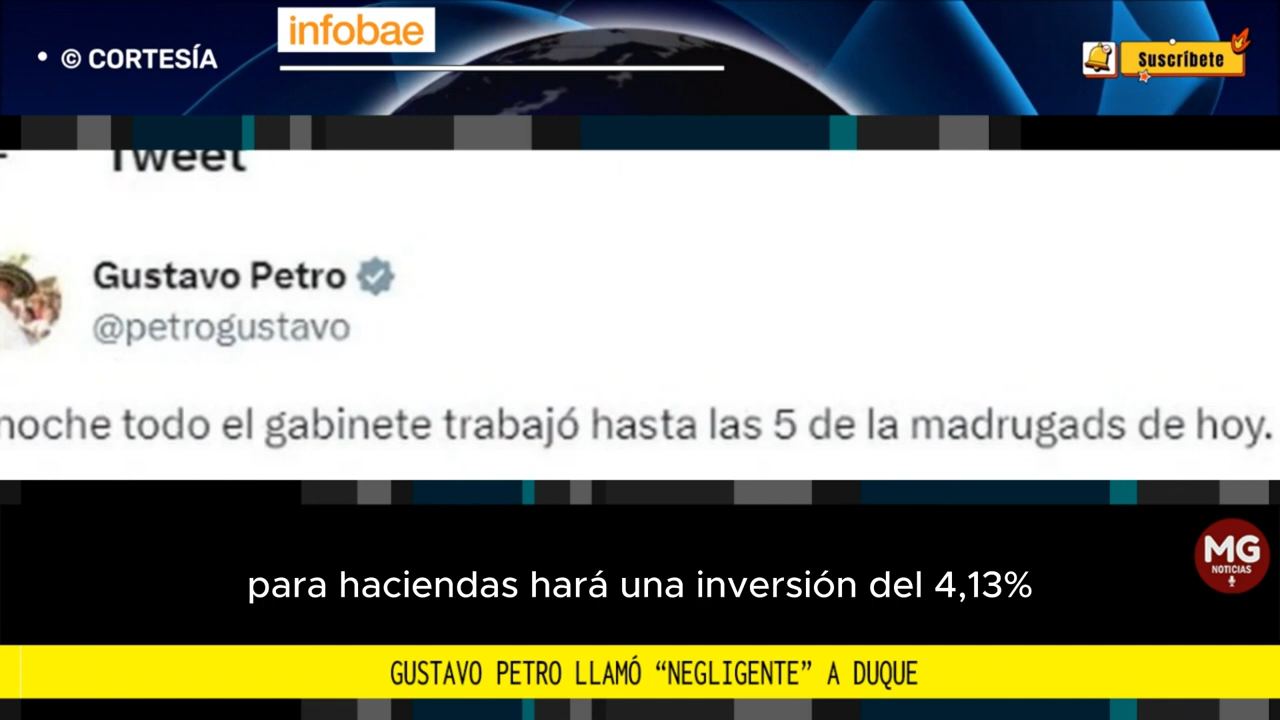 infobae
• © CORTESÍA
Suscríbete
Tweet
Gustavo Petro
@petrogustavo
noche todo el gabinete trabajó hasta las 5 de la madrugads de hoy.
MG
NOTICIAS
para haciendas hará una inversión del 4,13%
GUSTAVO PETRO LLAMÓ “NEGLIGENTE” A DUQUE